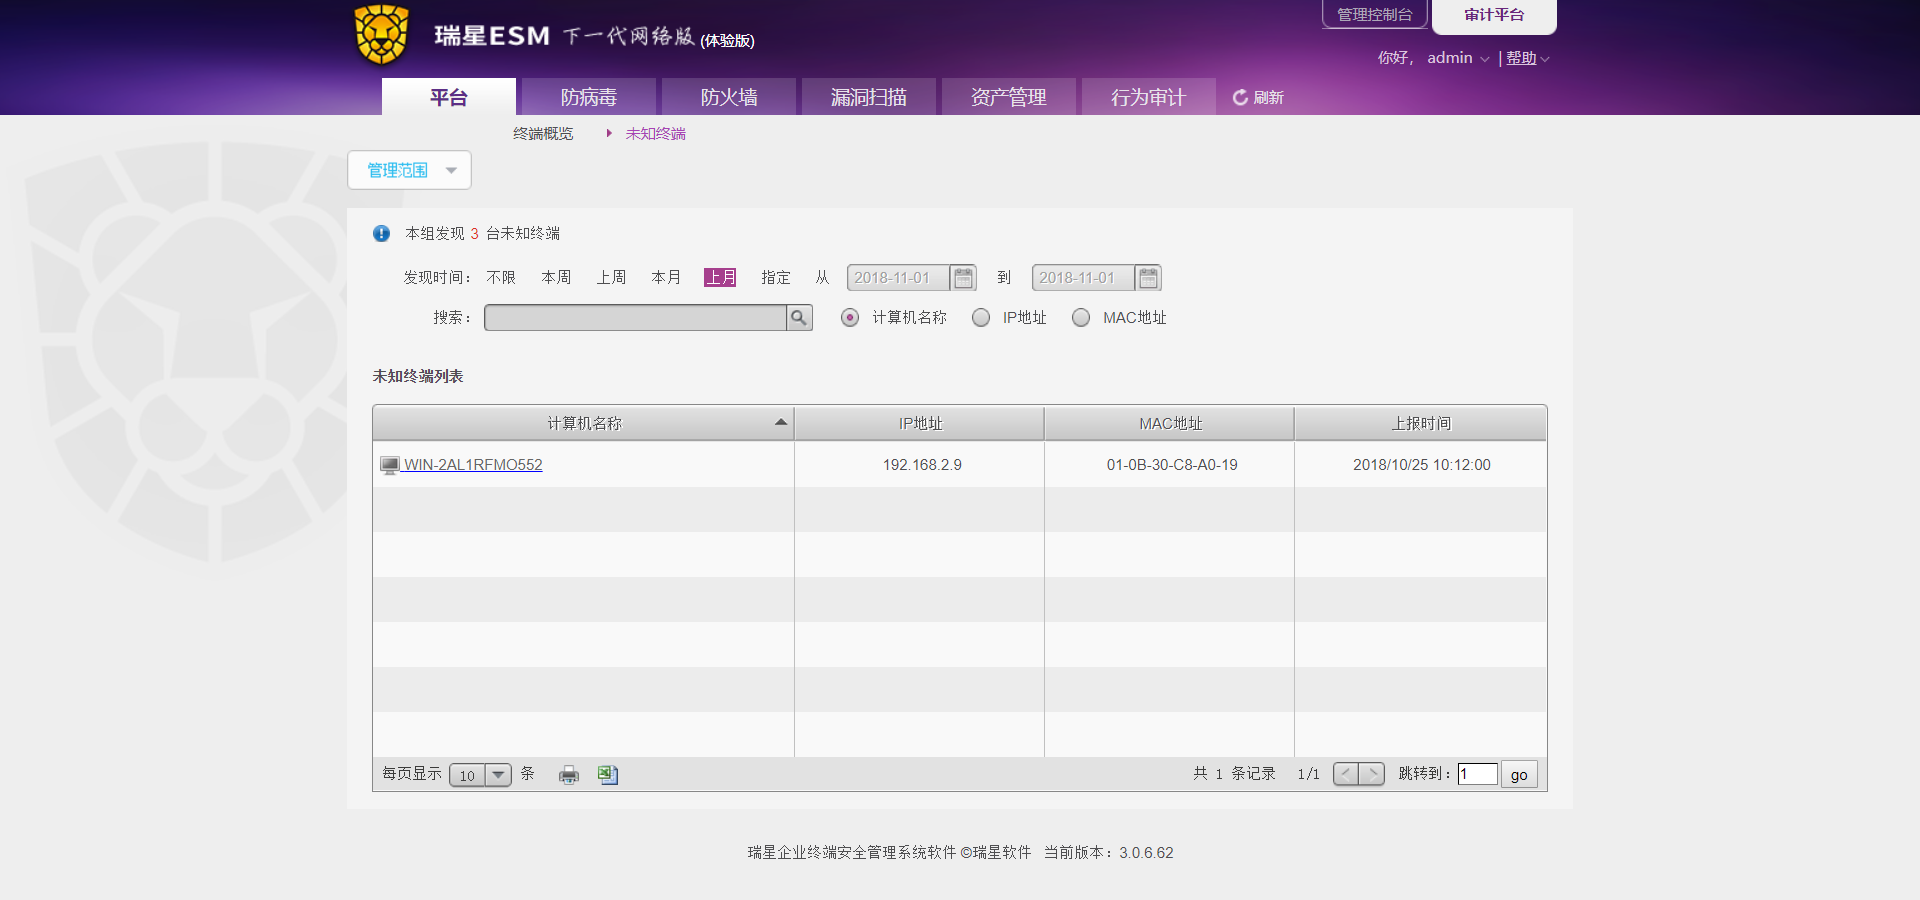 瑞星ESM 下一代网络版 (体验版)
管理控制台 审计平台
你好， admin | 帮助
平台 防病毒 防火墙 漏洞扫描 资产管理 行为审计 刷新
终端概览 未知终端
管理范围
本组发现 3 台未知终端
发现时间： 不限 本周 上周 本月 上月 指定 从 2018-11-01 到 2018-11-01
搜索： 计算机名称 IP地址 MAC地址
未知终端列表
计算机名称 IP地址 MAC地址 上报时间
WIN-2AL1RFMO552 192.168.2.9 01-0B-30-C8-A0-19 2018/10/25 10:12:00
每页显示 10 条 共 1 条记录 1/1 < > 跳转到： 1 go
瑞星企业终端安全管理系统软件 ©瑞星软件 当前版本：3.0.6.62